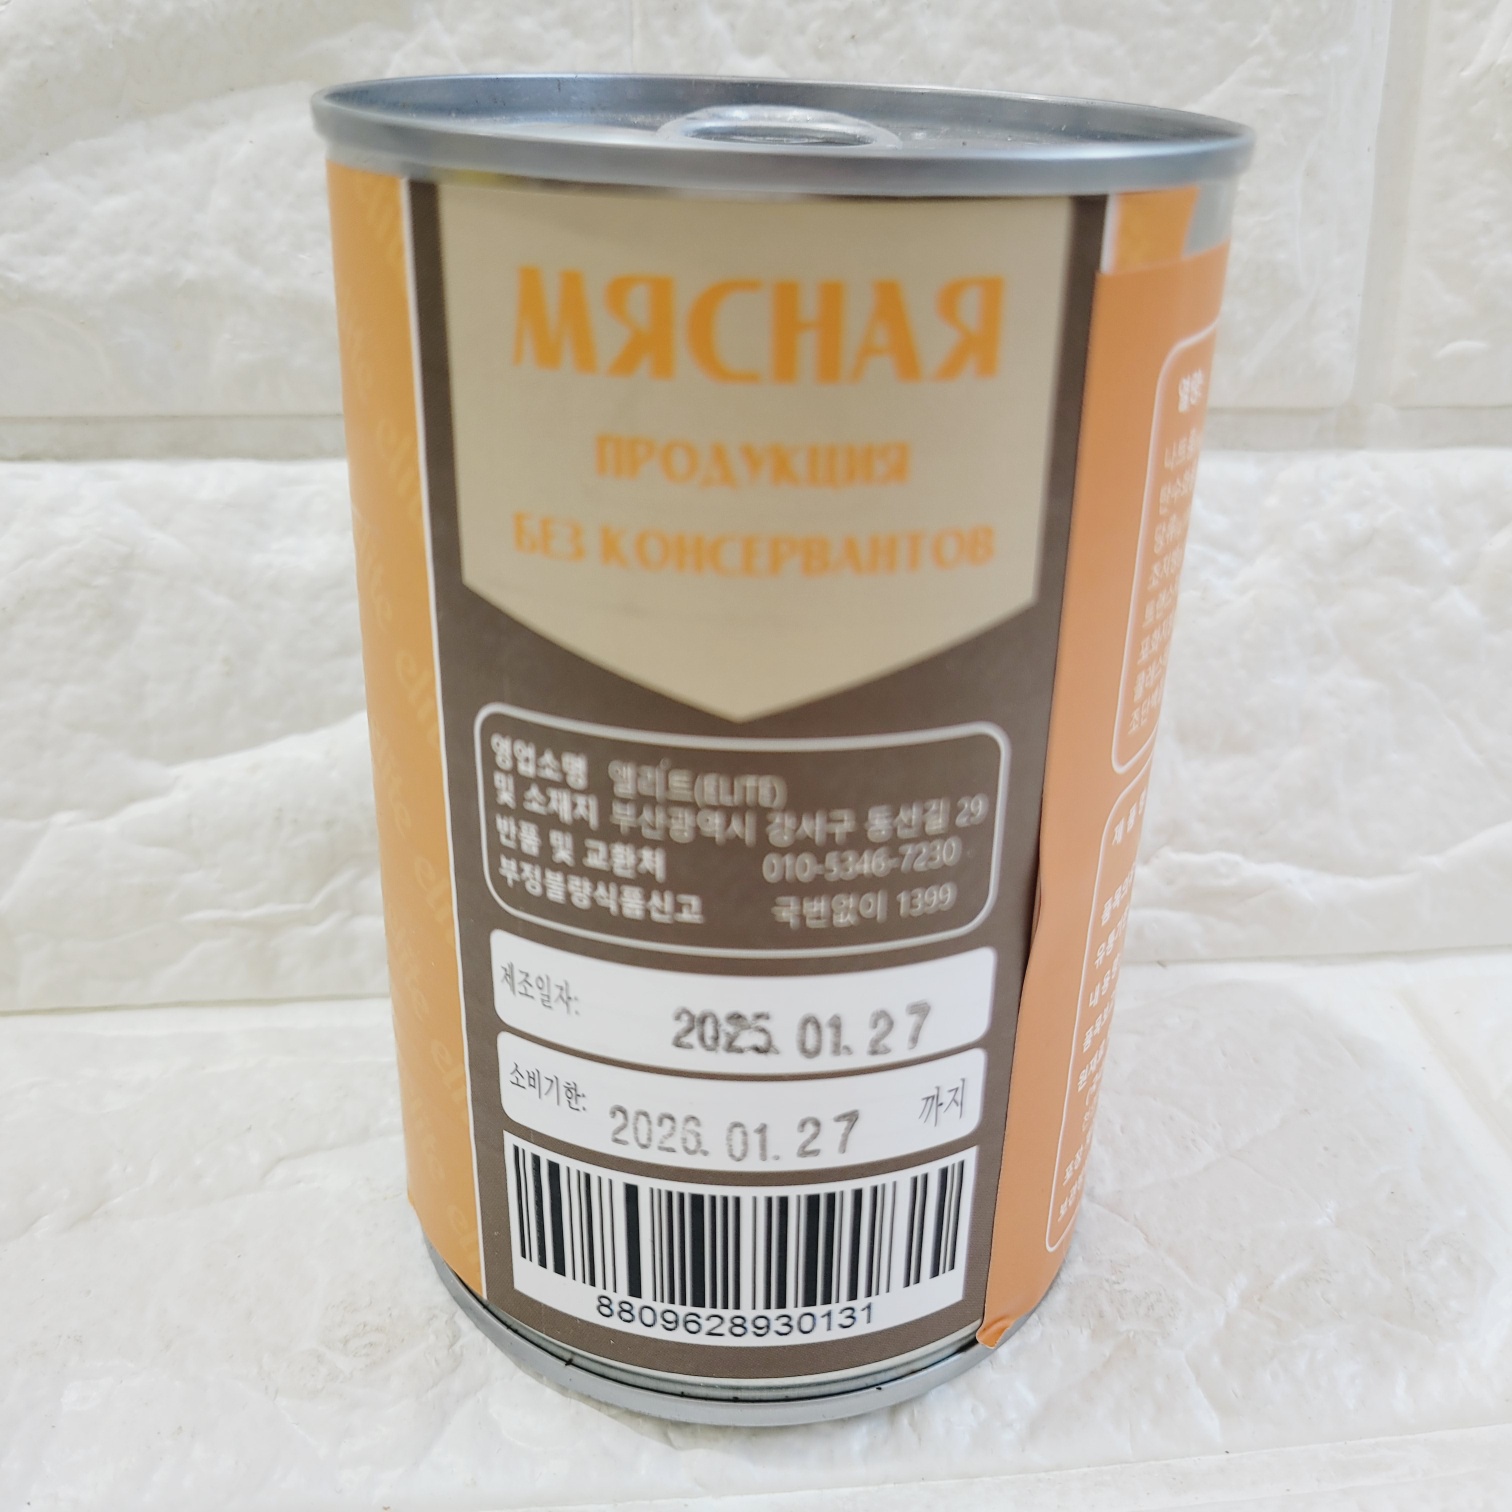 МЯСНАЯ
ПРОДУКЦИЯ
БЕЗ КОНСЕРВАНТОВ
영업소명 엘리트(ELITE)
및 소재지 부산광역시 강서구 동선길 29
반품 및 교환처 010-5346-7230
부정불량식품신고 국번없이 1399
제조일자: 2025. 01. 27
소비기한: 2026. 01. 27 까지
8809628930131
elite
열량